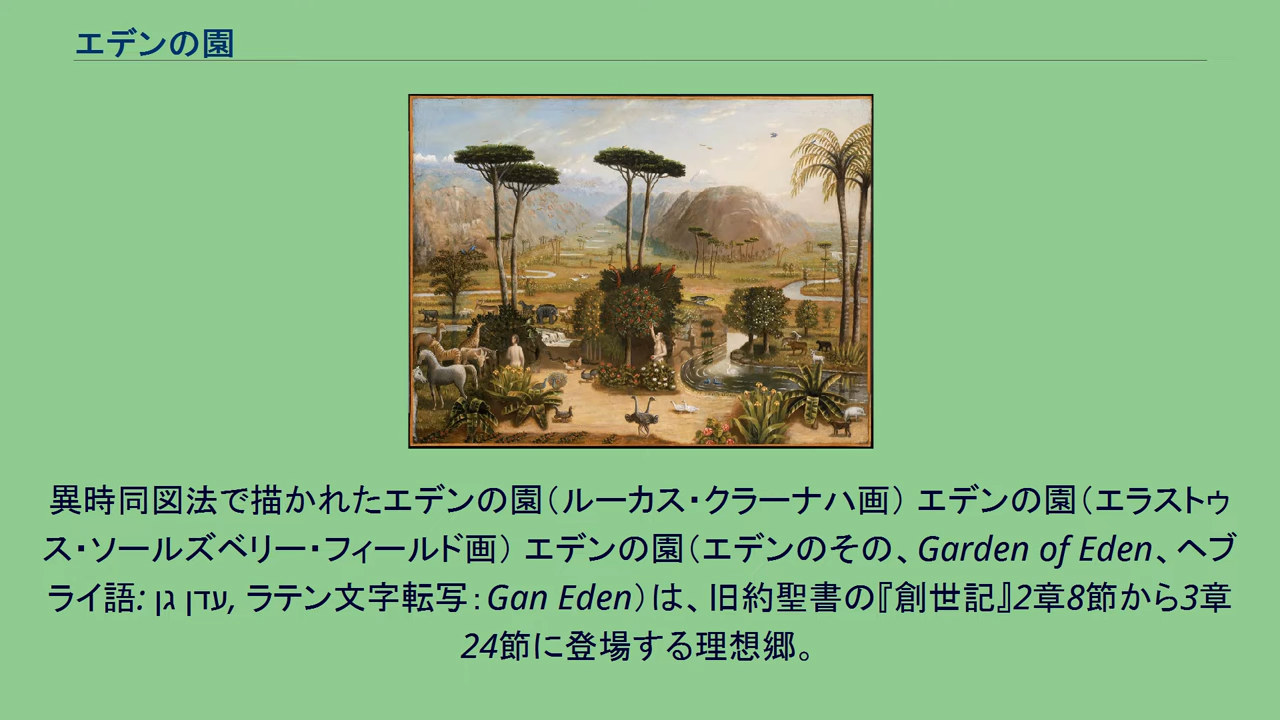 エデンの園
異時同図法で描かれたエデンの園（ルーカス・クラーナハ画） エデンの園（エラストゥ
ス・ソールズベリー・フィールド画） エデンの園（エデンのその、Garden of Eden、ヘブ
ライ語: עדן גן, ラテン文字転写：Gan Eden）は、旧約聖書の『創世記』2章8節から3章
24節に登場する理想郷。